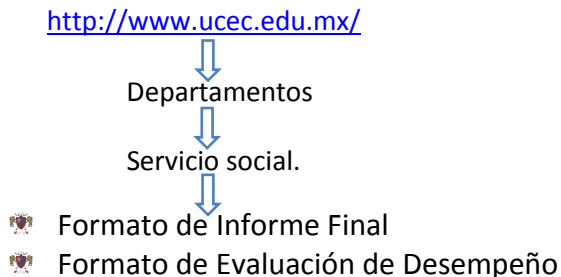 http://www.ucec.edu.mx/
Departamentos
Servicio social.
Formato de Informe Final
Formato de Evaluación de Desempeño